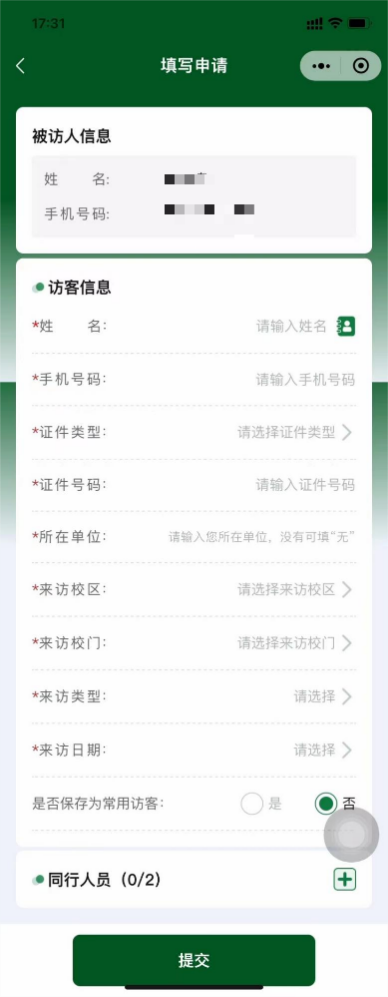 17:31
填写申请
被访人信息
姓 名:
手机号码:
访客信息
*姓 名: 请输入姓名
*手机号码: 请输入手机号码
*证件类型: 请选择证件类型
*证件号码: 请输入证件号码
*所在单位: 请输入您所在单位，没有可填“无”
*来访校区: 请选择来访校区
*来访校门: 请选择来访校门
*来访类型: 请选择
*来访日期: 请选择
是否保存为常用访客: 是 否
同行人员（0/2）
提交